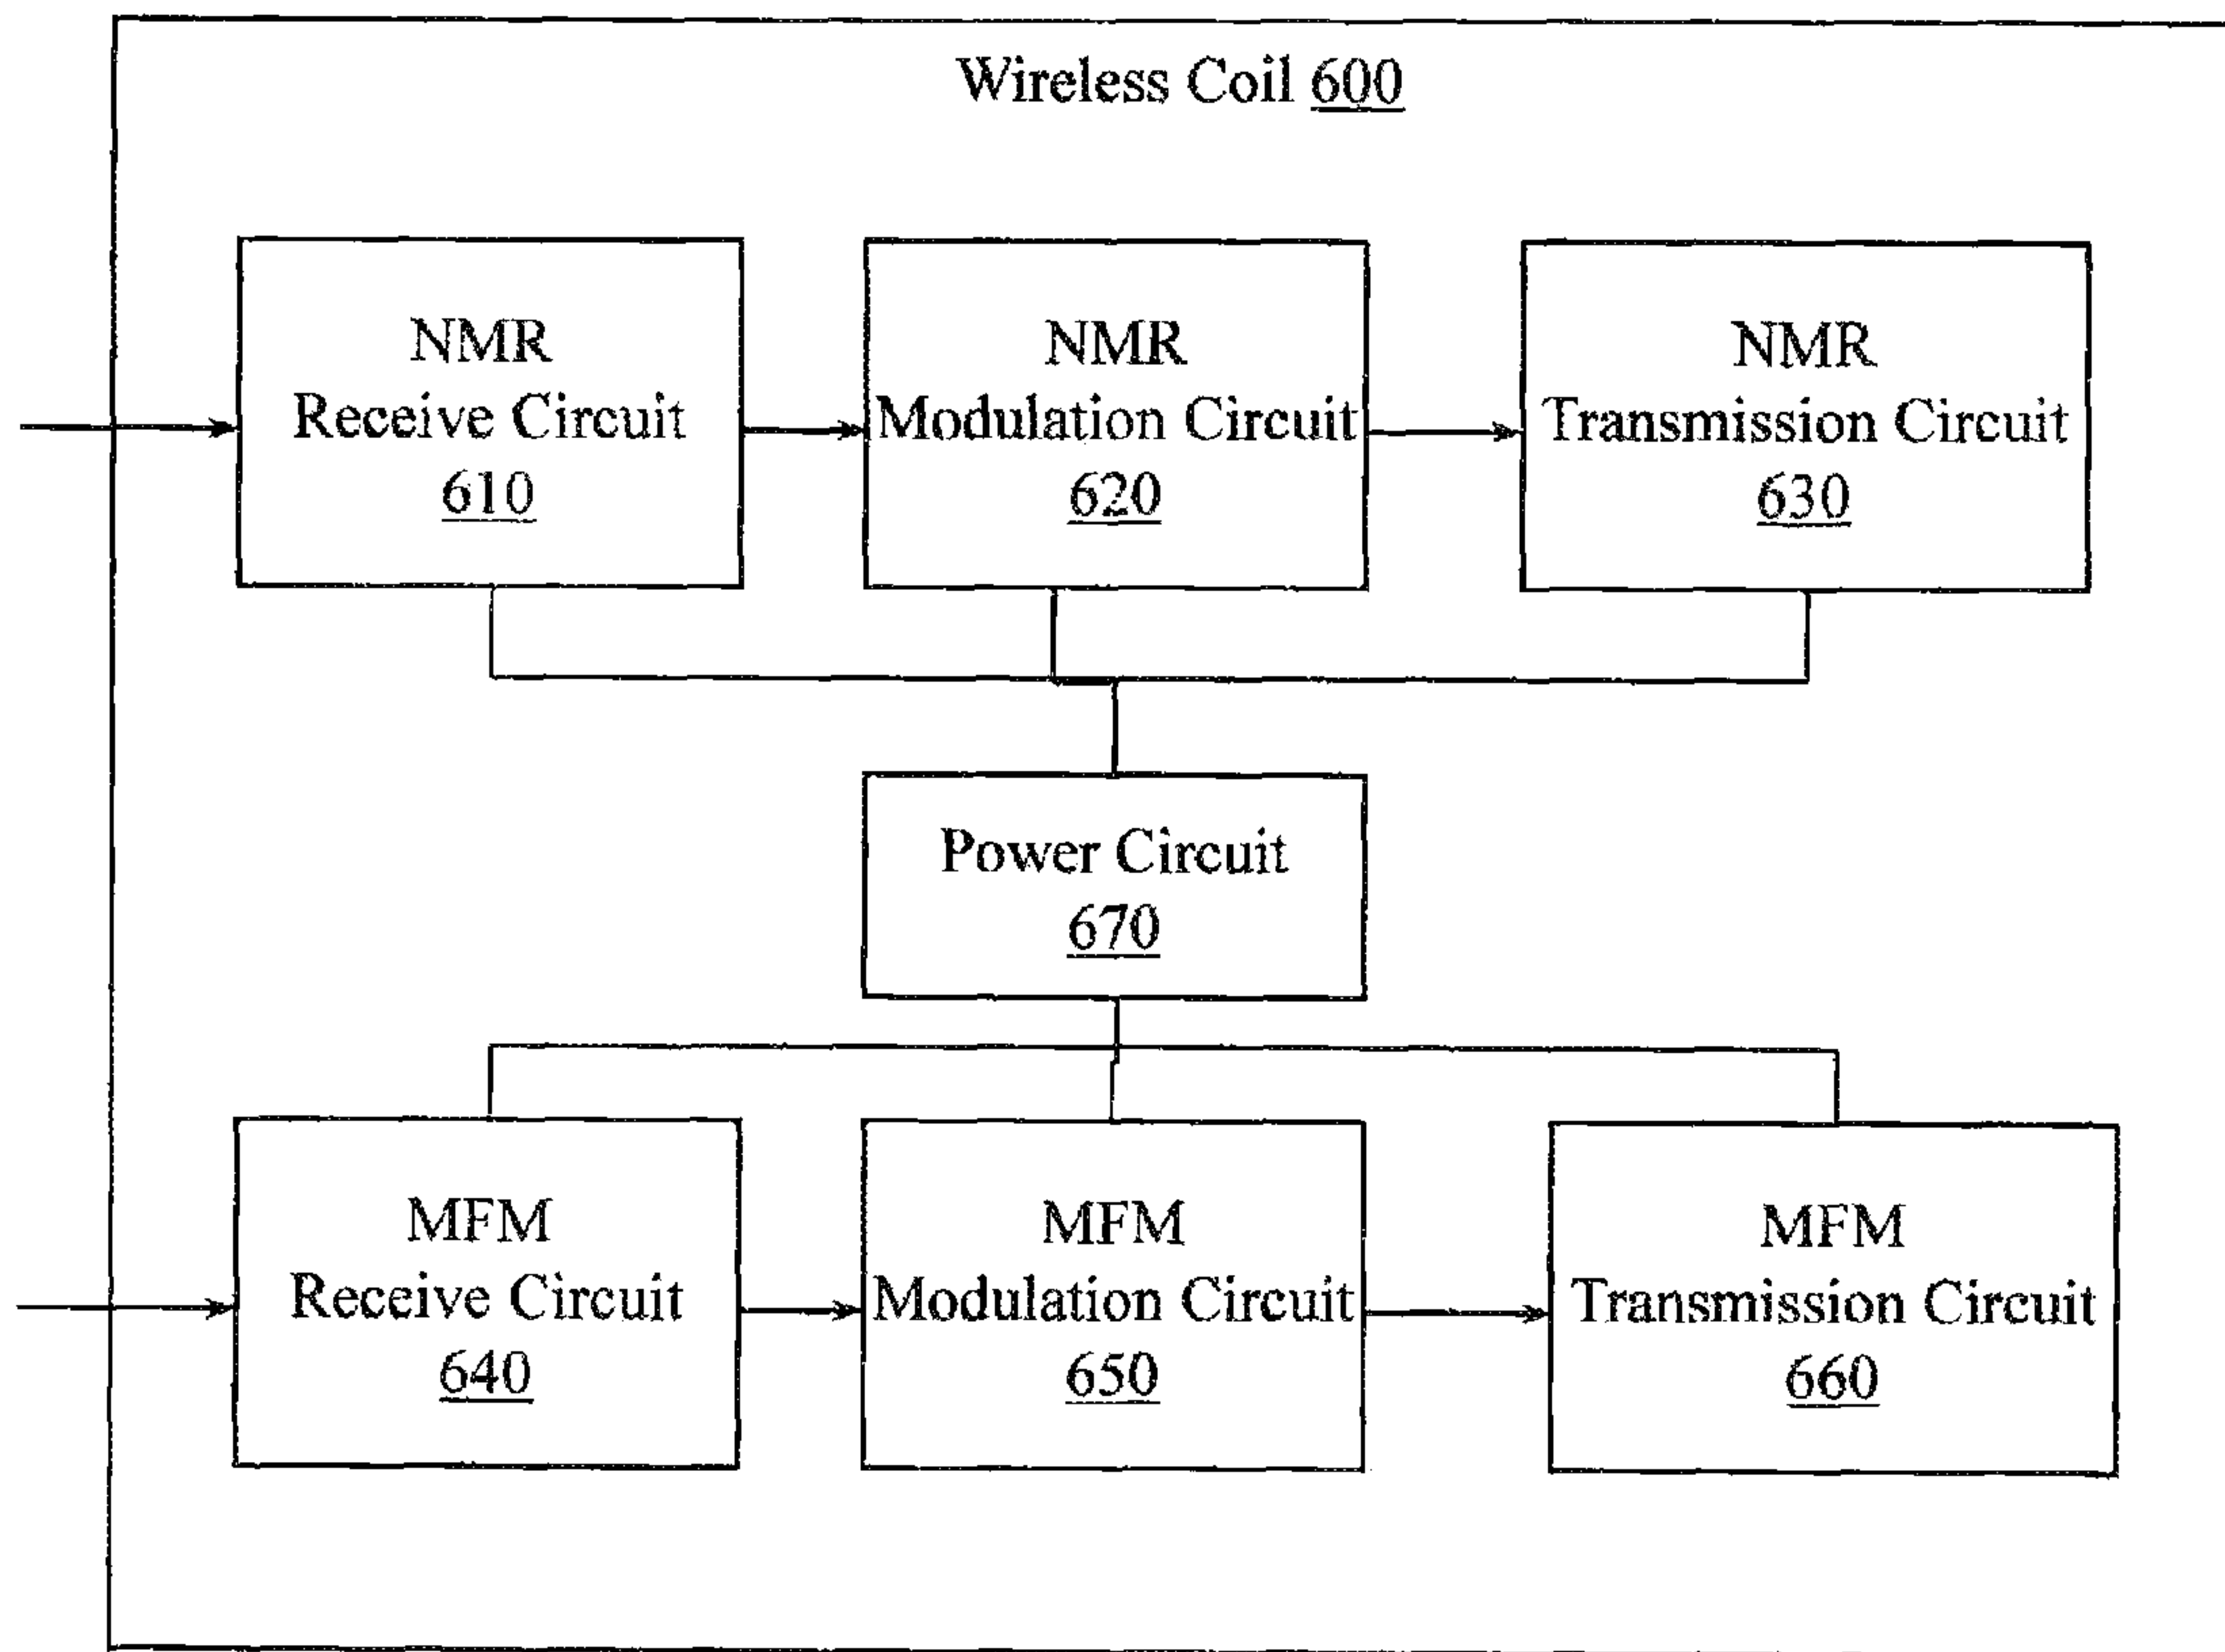 Wireless Coil 600
NMR
Receive Circuit
610
NMR
Modulation Circuit
620
NMR
Transmission Circuit
630
Power Circuit
670
MFM
Receive Circuit
640
MFM
Modulation Circuit
650
MFM
Transmission Circuit
660